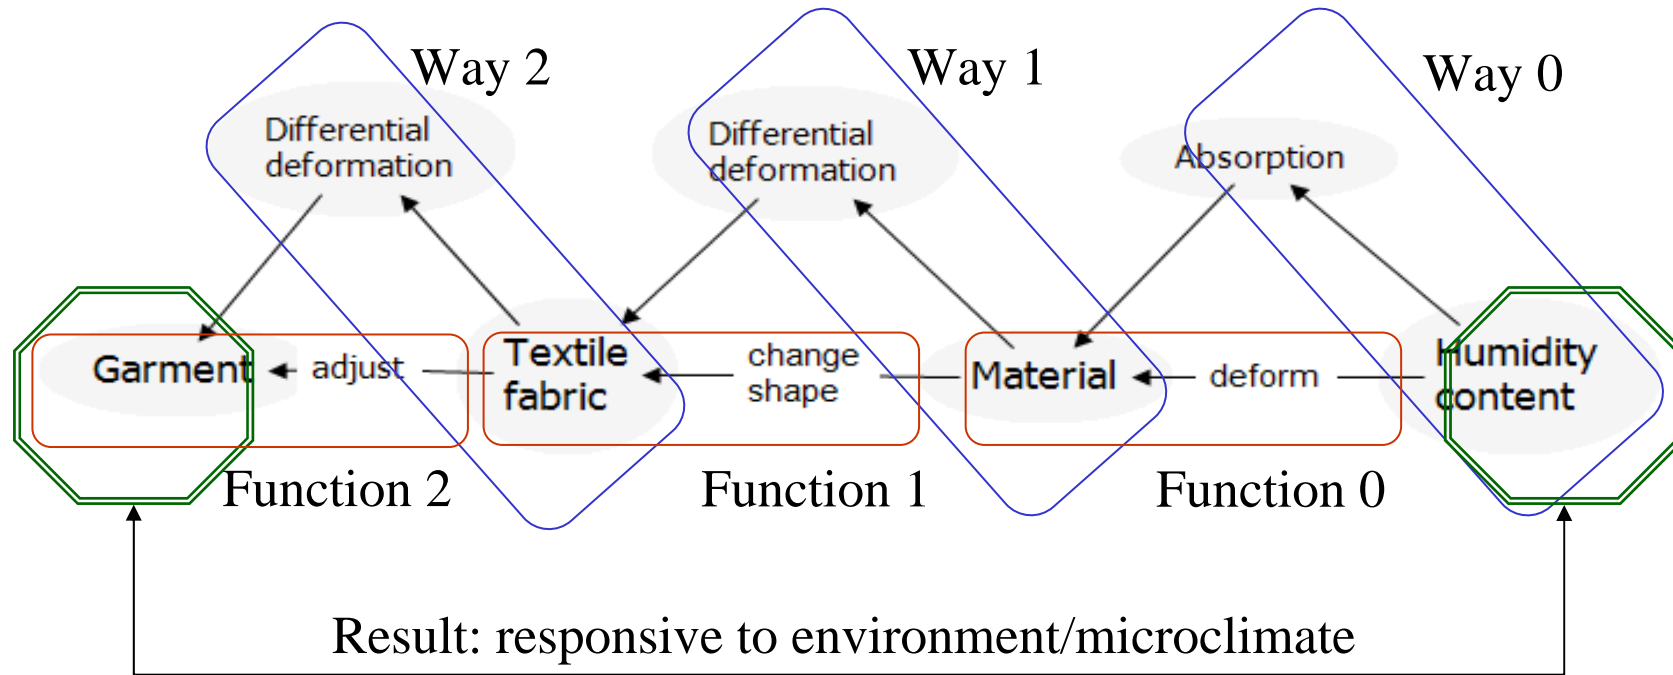 Way 2
Way 1
Way 0
Differential
deformation
Differential
deformation
Absorption
Garment
adjust
Textile
fabric
change
shape
Material
deform
Humidity
content
Function 2
Function 1
Function 0
Result: responsive to environment/microclimate